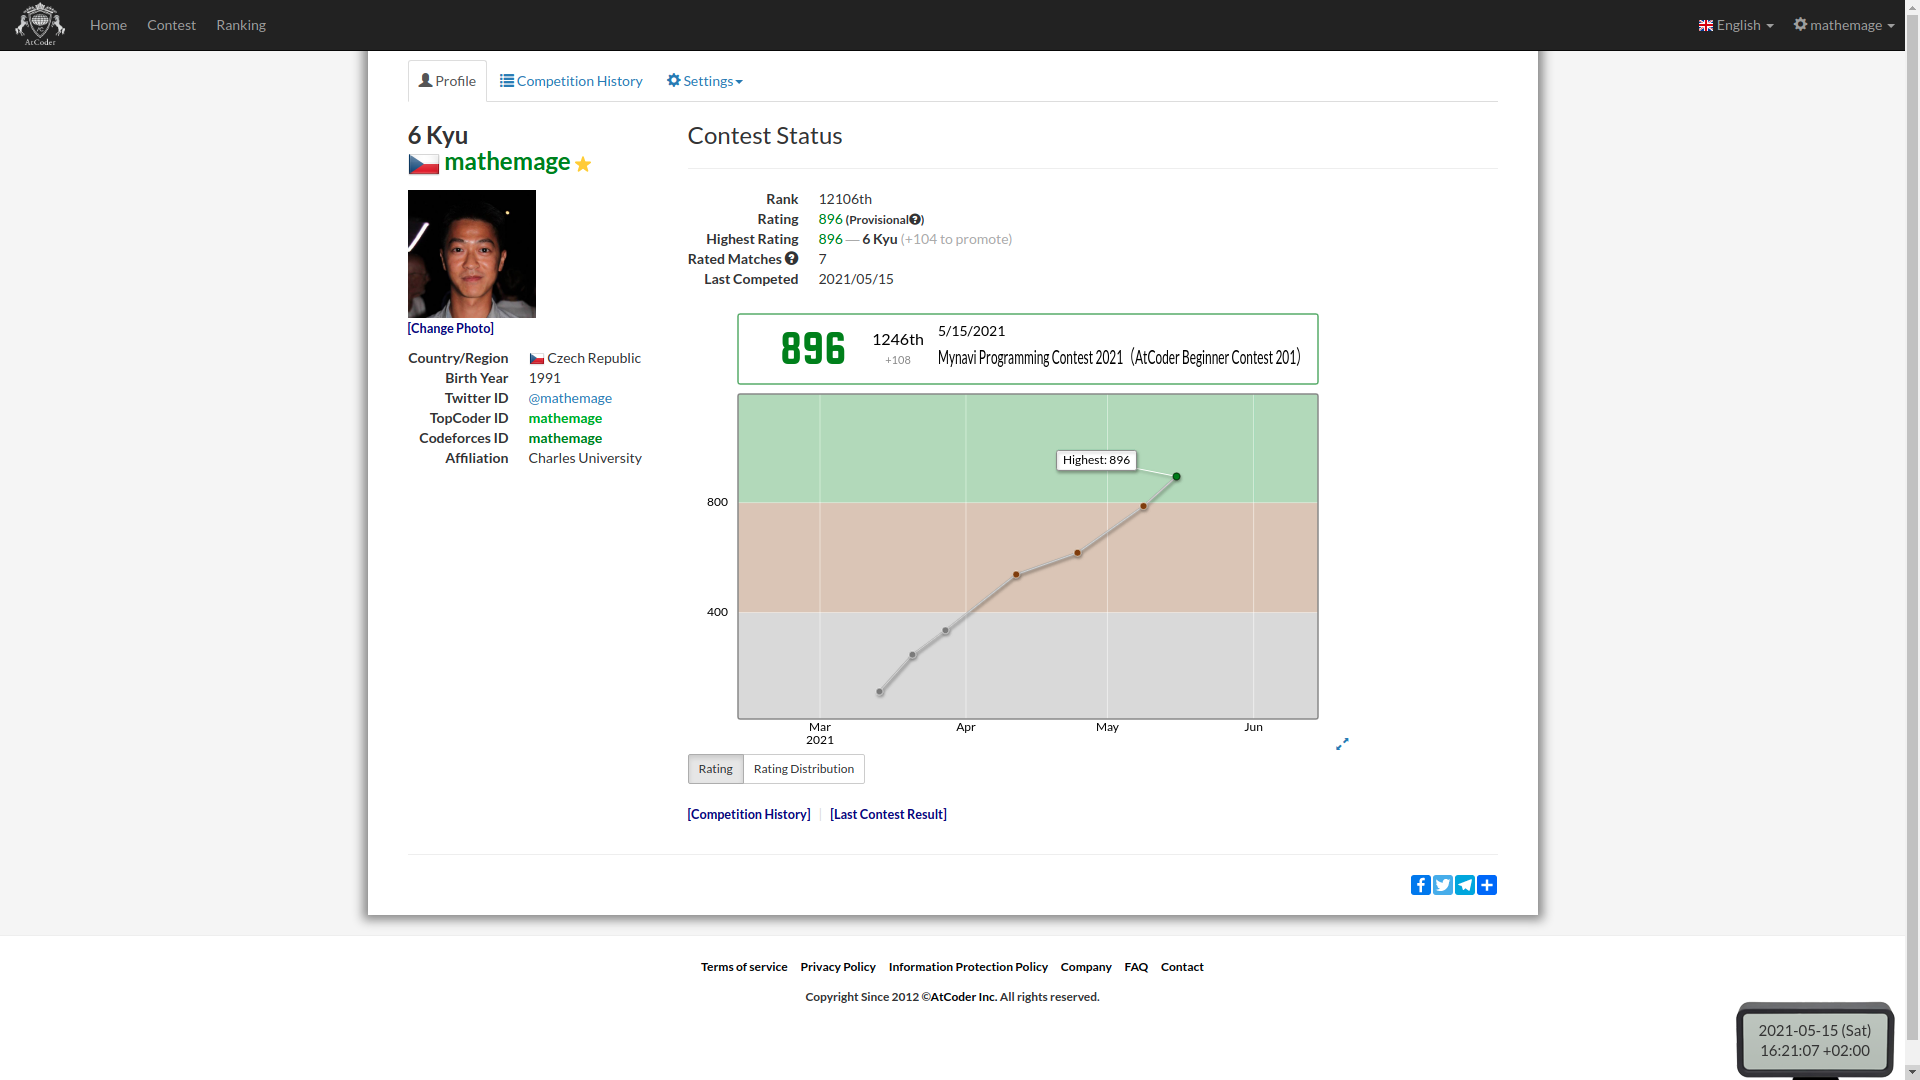 AtCoder
Home Contest Ranking
English mathemage
Profile Competition History Settings
6 Kyu
mathemage
[Change Photo]
Country/Region Czech Republic
Birth Year 1991
Twitter ID @mathemage
TopCoder ID mathemage
Codeforces ID mathemage
Affiliation Charles University
Contest Status
Rank 12106th
Rating 896 (Provisional?)
Highest Rating 896 ― 6 Kyu (+104 to promote)
Rated Matches ? 7
Last Competed 2021/05/15
896
1246th
+108
5/15/2021
Mynavi Programming Contest 2021（AtCoder Beginner Contest 201）
Highest: 896
800
400
Mar Apr May Jun
2021
Rating Rating Distribution
[Competition History] [Last Contest Result]
Terms of service Privacy Policy Information Protection Policy Company FAQ Contact
Copyright Since 2012 ©AtCoder Inc. All rights reserved.
2021-05-15 (Sat)
16:21:07 +02:00